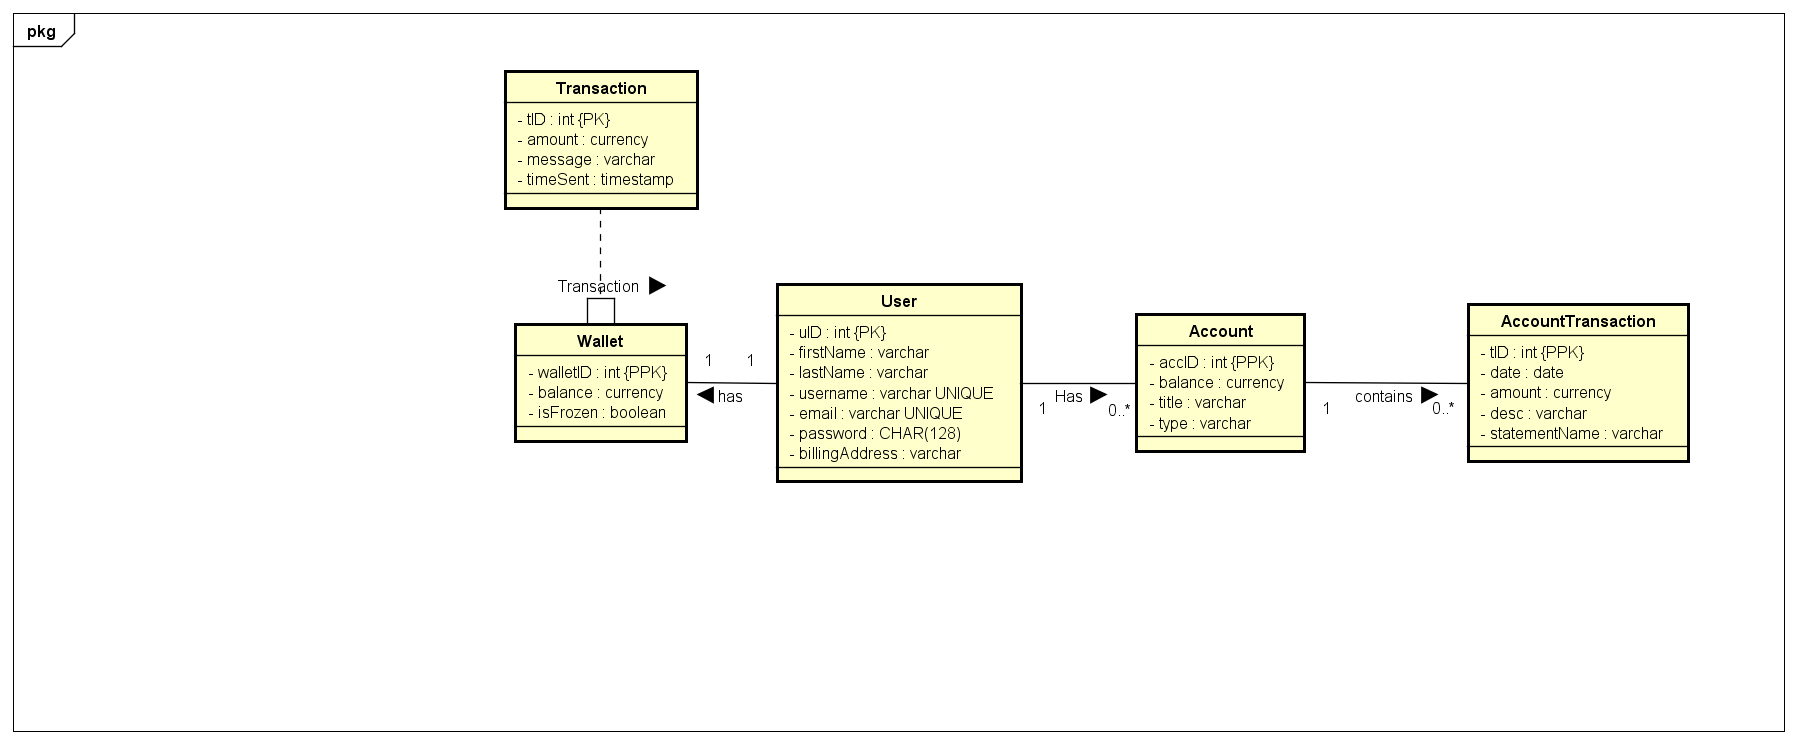 pkg
Transaction
- tID : int {PK}
- amount : currency
- message : varchar
- timeSent : timestamp
Transaction
Wallet
- walletID : int {PPK}
- balance : currency
- isFrozen : boolean
1
1
has
User
- uID : int {PK}
- firstName : varchar
- lastName : varchar
- username : varchar UNIQUE
- email : varchar UNIQUE
- password : CHAR(128)
- billingAddress : varchar
Has
1
0..*
Account
- accID : int {PPK}
- balance : currency
- title : varchar
- type : varchar
contains
1
0..*
AccountTransaction
- tID : int {PPK}
- date : date
- amount : currency
- desc : varchar
- statementName : varchar